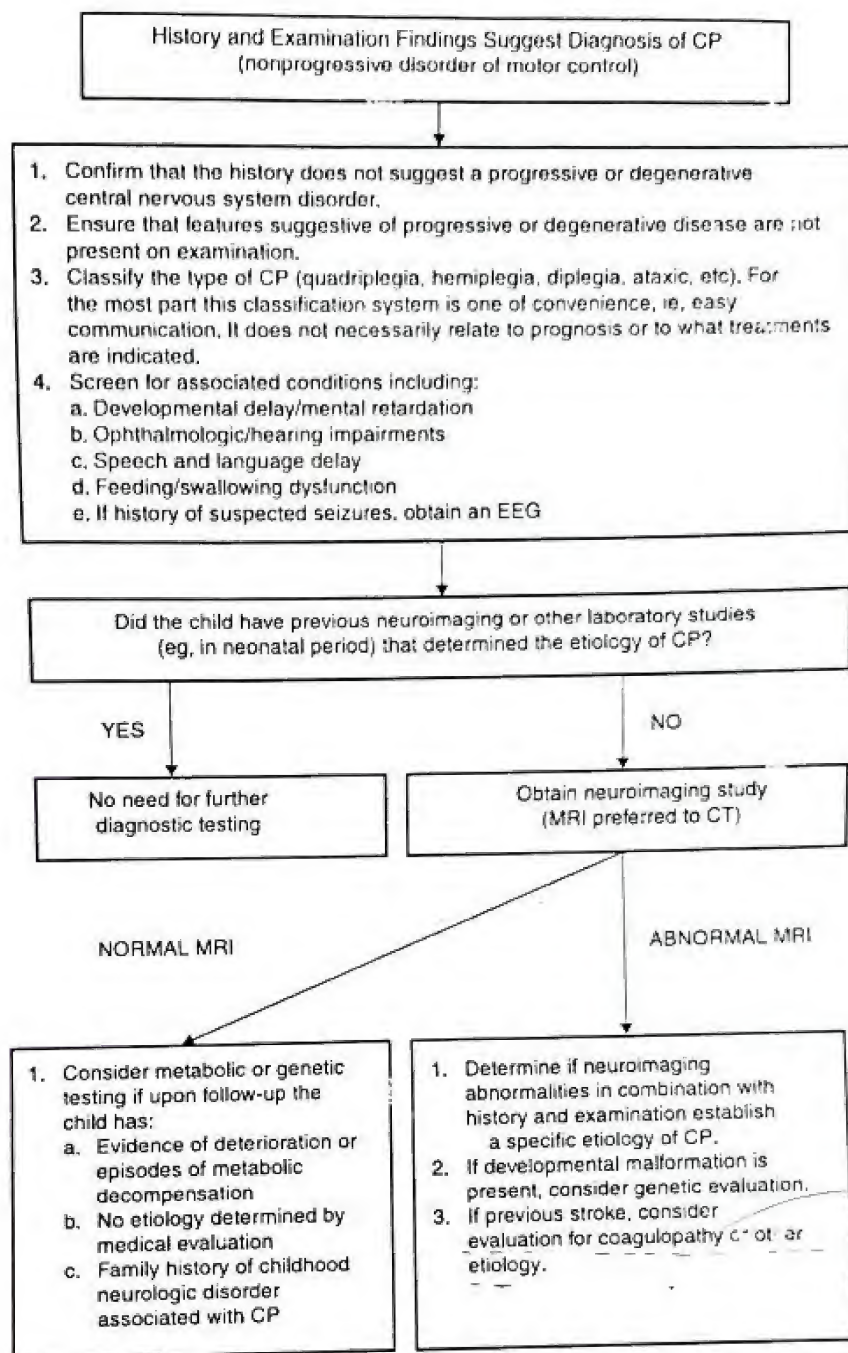 History and Examination Findings Suggest Diagnosis of CP
(nonprogressive disorder of motor control)
1. Confirm that the history does not suggest a progressive or degenerative
central nervous system disorder.
2. Ensure that features suggestive of progressive or degenerative disease are not
present on examination.
3. Classify the type of CP (quadriplegia, hemiplegia, diplegia, ataxic, etc). For
the most part this classification system is one of convenience, ie, easy
communication. It does not necessarily relate to prognosis or to what treatments
are indicated.
4. Screen for associated conditions including:
a. Developmental delay/mental retardation
b. Ophthalmologic/hearing impairments
c. Speech and language delay
d. Feeding/swallowing dysfunction
e. If history of suspected seizures, obtain an EEG
Did the child have previous neuroimaging or other laboratory studies
(eg, in neonatal period) that determined the etiology of CP?
YES
NO
No need for further
diagnostic testing
Obtain neuroimaging study
(MRI preferred to CT)
NORMAL MRI
ABNORMAL MRI
1. Consider metabolic or genetic
testing if upon follow-up the
child has:
a. Evidence of deterioration or
episodes of metabolic
decompensation
b. No etiology determined by
medical evaluation
c. Family history of childhood
neurologic disorder
associated with CP
1. Determine if neuroimaging
abnormalities in combination with
history and examination establish
a specific etiology of CP.
2. If developmental malformation is
present, consider genetic evaluation.
3. If previous stroke, consider
evaluation for coagulopathy or other
etiology.